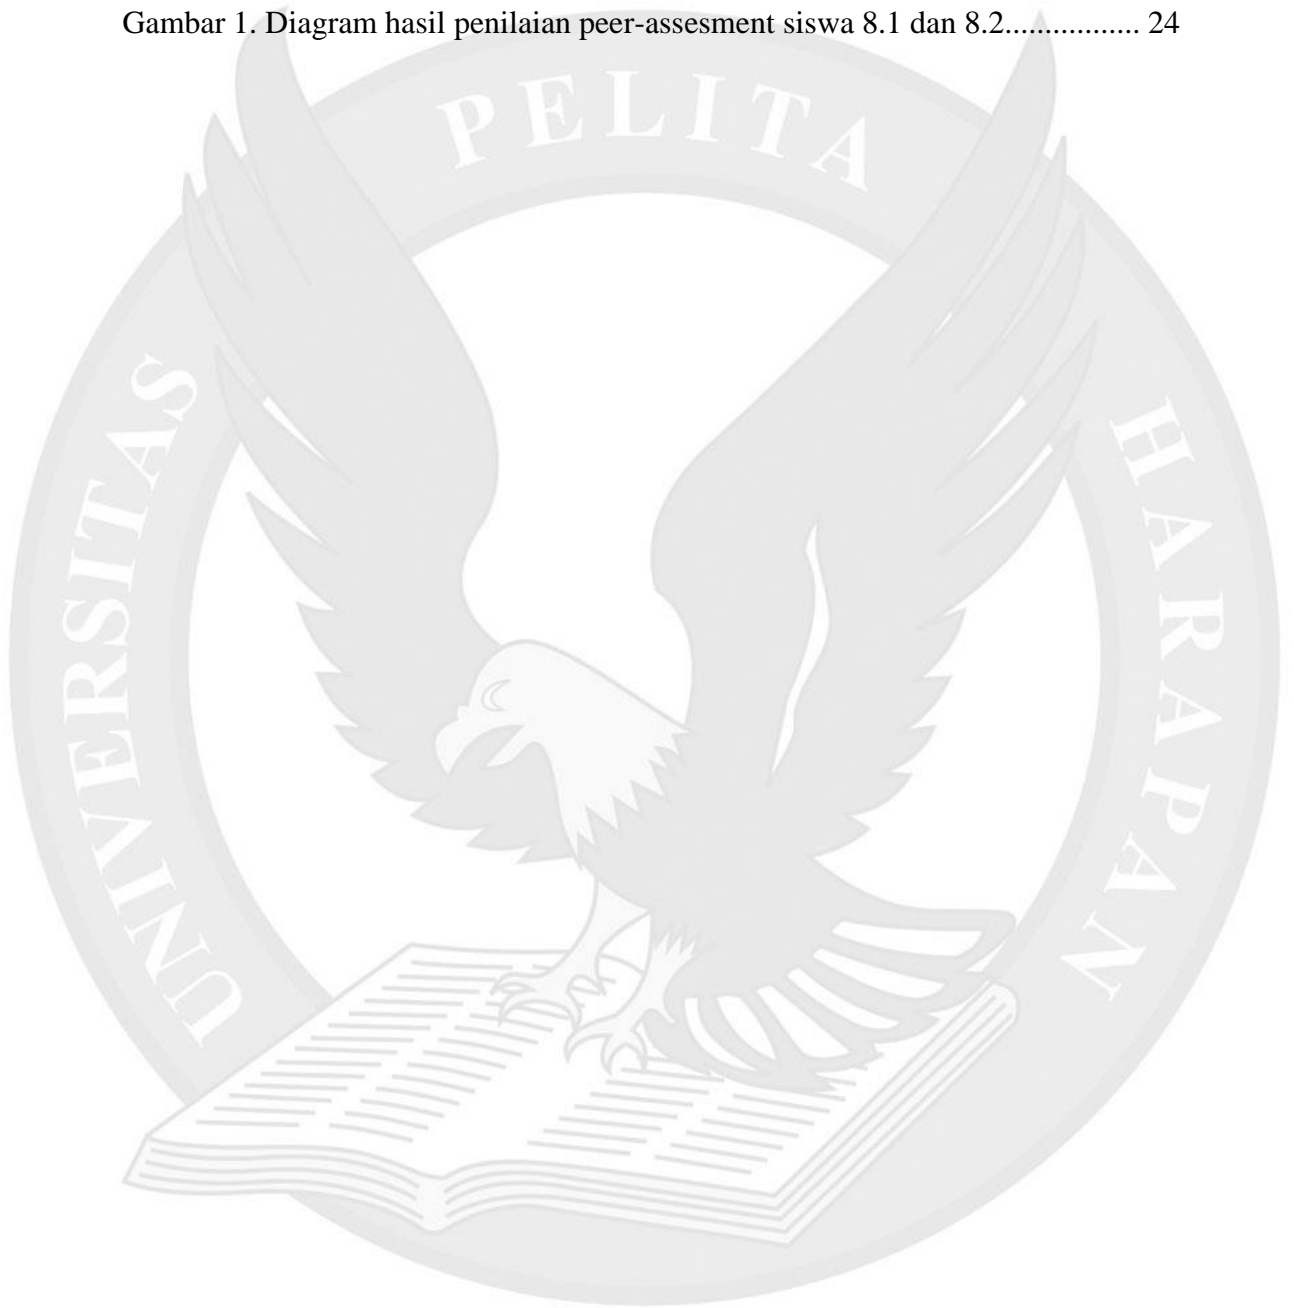 Gambar 1. Diagram hasil penilaian peer-assesment siswa 8.1 dan 8.2................. 24
UNIVERSITAS PELITA HARAPAN